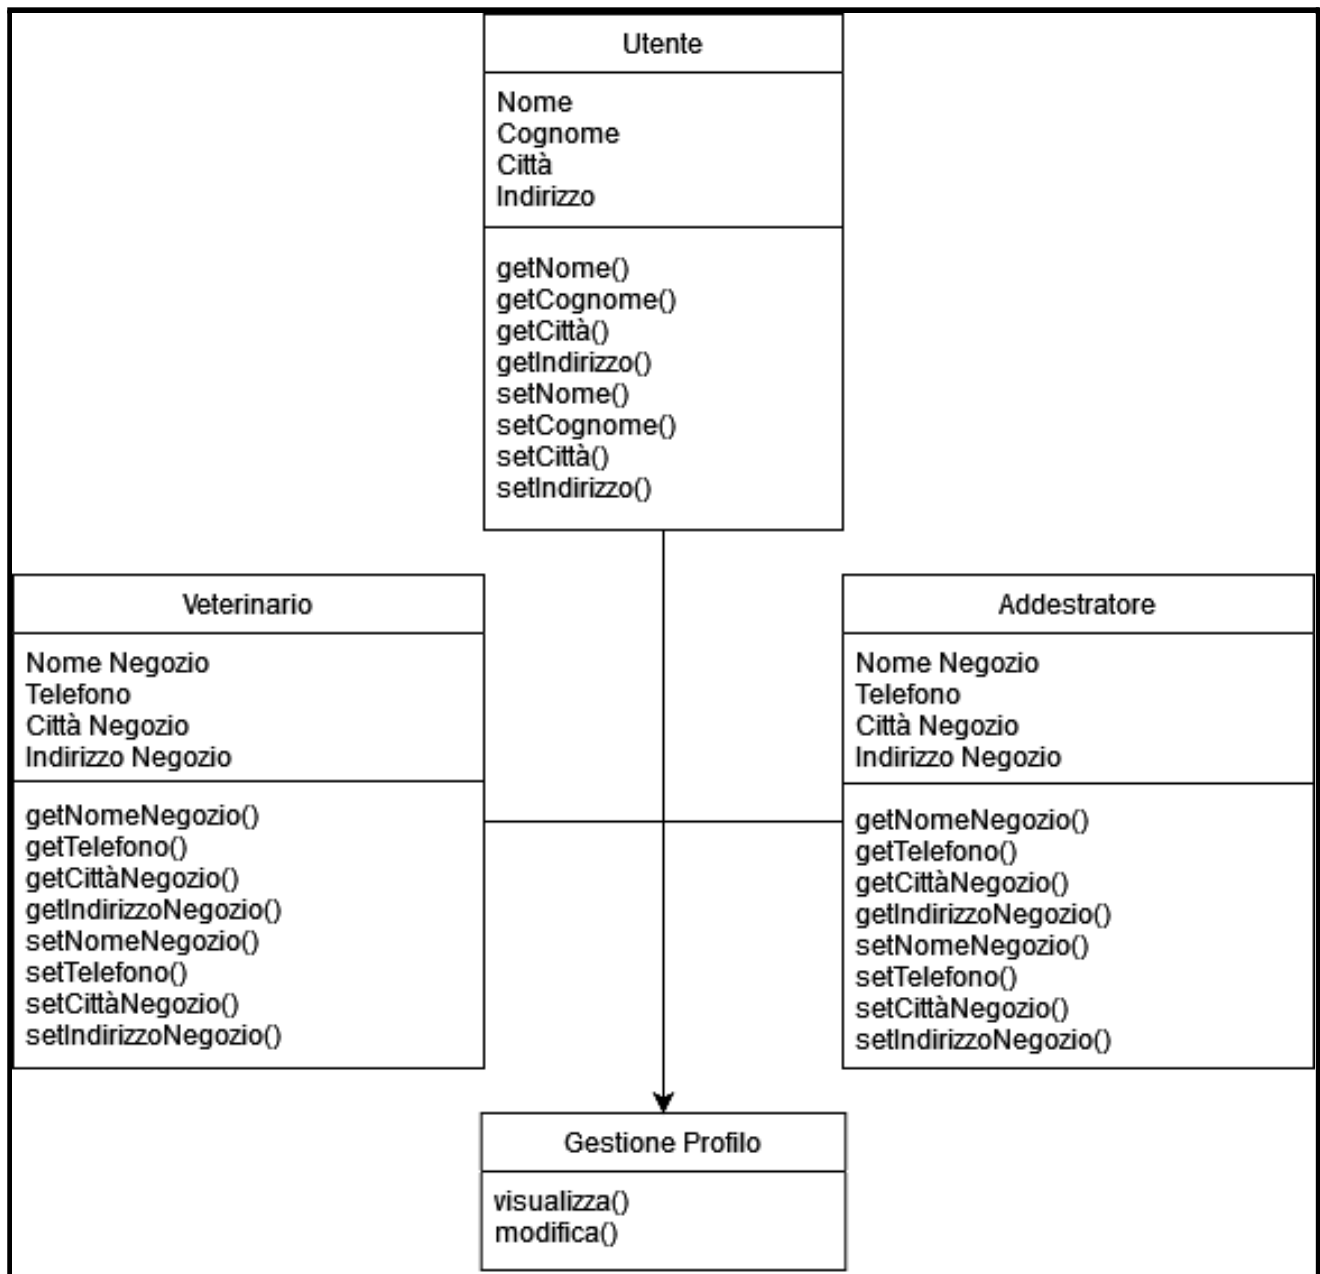 Utente
Nome
Cognome
Città
Indirizzo
getNome()
getCognome()
getCittà()
getIndirizzo()
setNome()
setCognome()
setCittà()
setIndirizzo()
Veterinario
Nome Negozio
Telefono
Città Negozio
Indirizzo Negozio
getNomeNegozio()
getTelefono()
getCittàNegozio()
getIndirizzoNegozio()
setNomeNegozio()
setTelefono()
setCittàNegozio()
setIndirizzoNegozio()
Addestratore
Nome Negozio
Telefono
Città Negozio
Indirizzo Negozio
getNomeNegozio()
getTelefono()
getCittàNegozio()
getIndirizzoNegozio()
setNomeNegozio()
setTelefono()
setCittàNegozio()
setIndirizzoNegozio()
Gestione Profilo
visualizza()
modifica()